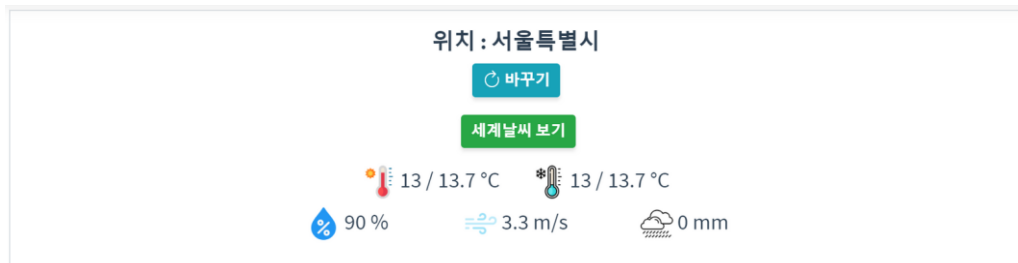 위치 : 서울특별시
바꾸기
세계날씨 보기
13 / 13.7 °C 13 / 13.7 °C
90 % 3.3 m/s 0 mm